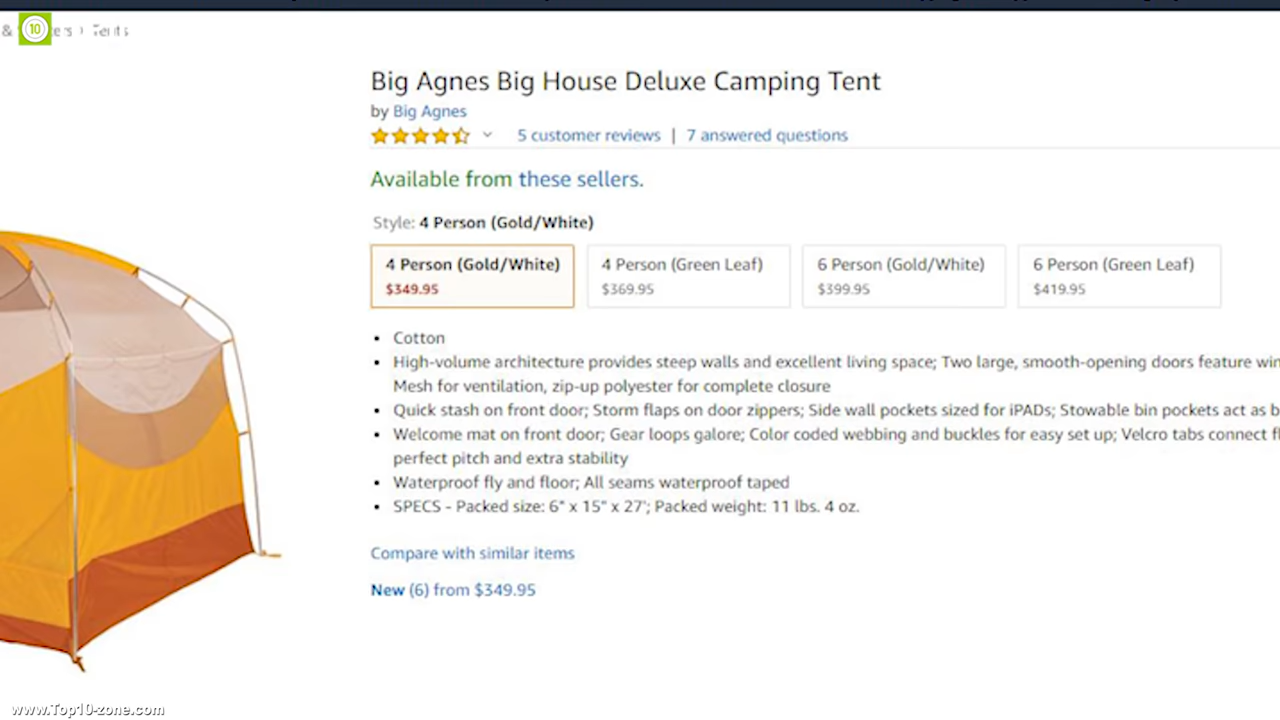 & 10 ers › Tents
Big Agnes Big House Deluxe Camping Tent
by Big Agnes
5 customer reviews | 7 answered questions
Available from these sellers.
Style: 4 Person (Gold/White)
4 Person (Gold/White) 4 Person (Green Leaf) 6 Person (Gold/White) 6 Person (Green Leaf)
$349.95 $369.95 $399.95 $419.95
• Cotton
• High-volume architecture provides steep walls and excellent living space; Two large, smooth-opening doors feature win
Mesh for ventilation, zip-up polyester for complete closure
• Quick stash on front door; Storm flaps on door zippers; Side wall pockets sized for iPADs; Stowable bin pockets act as b
• Welcome mat on front door; Gear loops galore; Color coded webbing and buckles for easy set up; Velcro tabs connect fl
perfect pitch and extra stability
• Waterproof fly and floor; All seams waterproof taped
• SPECS - Packed size: 6" x 15" x 27'; Packed weight: 11 lbs. 4 oz.
Compare with similar items
New (6) from $349.95
www.Top10-zone.com